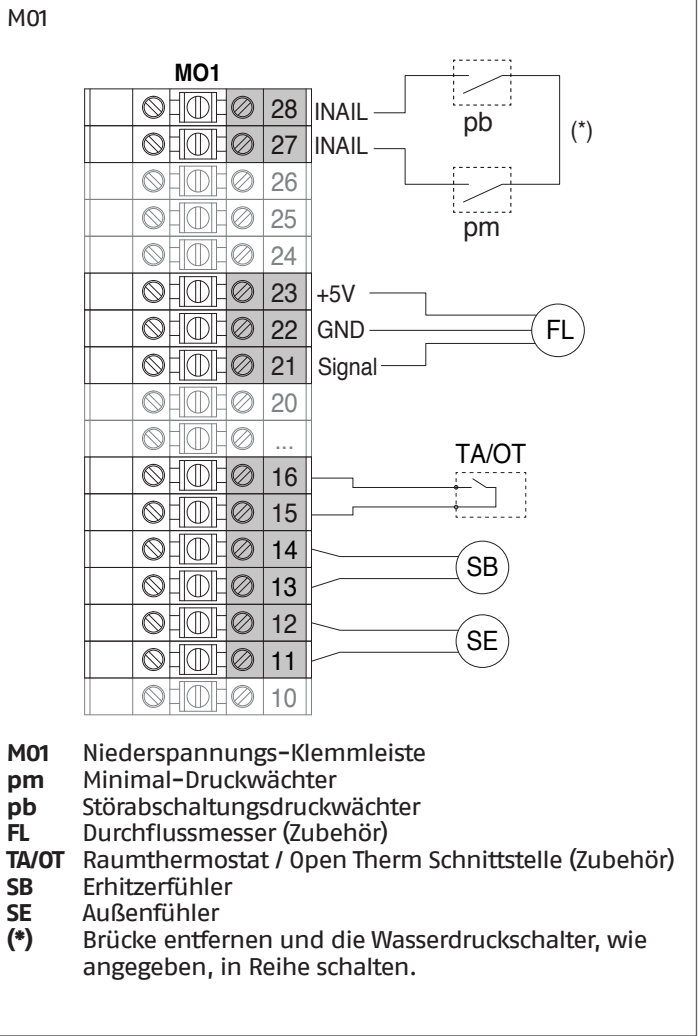 M01
MO1
28 INAIL
27 INAIL
26
25
24
23 +5V
22 GND
21 Signal
20
...
16
15
14
13
12
11
10
pb
(*)
pm
FL
TA/OT
SB
SE
M01 Niederspannungs-Klemmleiste
pm Minimal-Druckwächter
pb Störabschaltungsdruckwächter
FL Durchflussmesser (Zubehör)
TA/OT Raumthermostat / Open Therm Schnittstelle (Zubehör)
SB Erhitzerfühler
SE Außenfühler
(*) Brücke entfernen und die Wasserdruckschalter, wie
angegeben, in Reihe schalten.